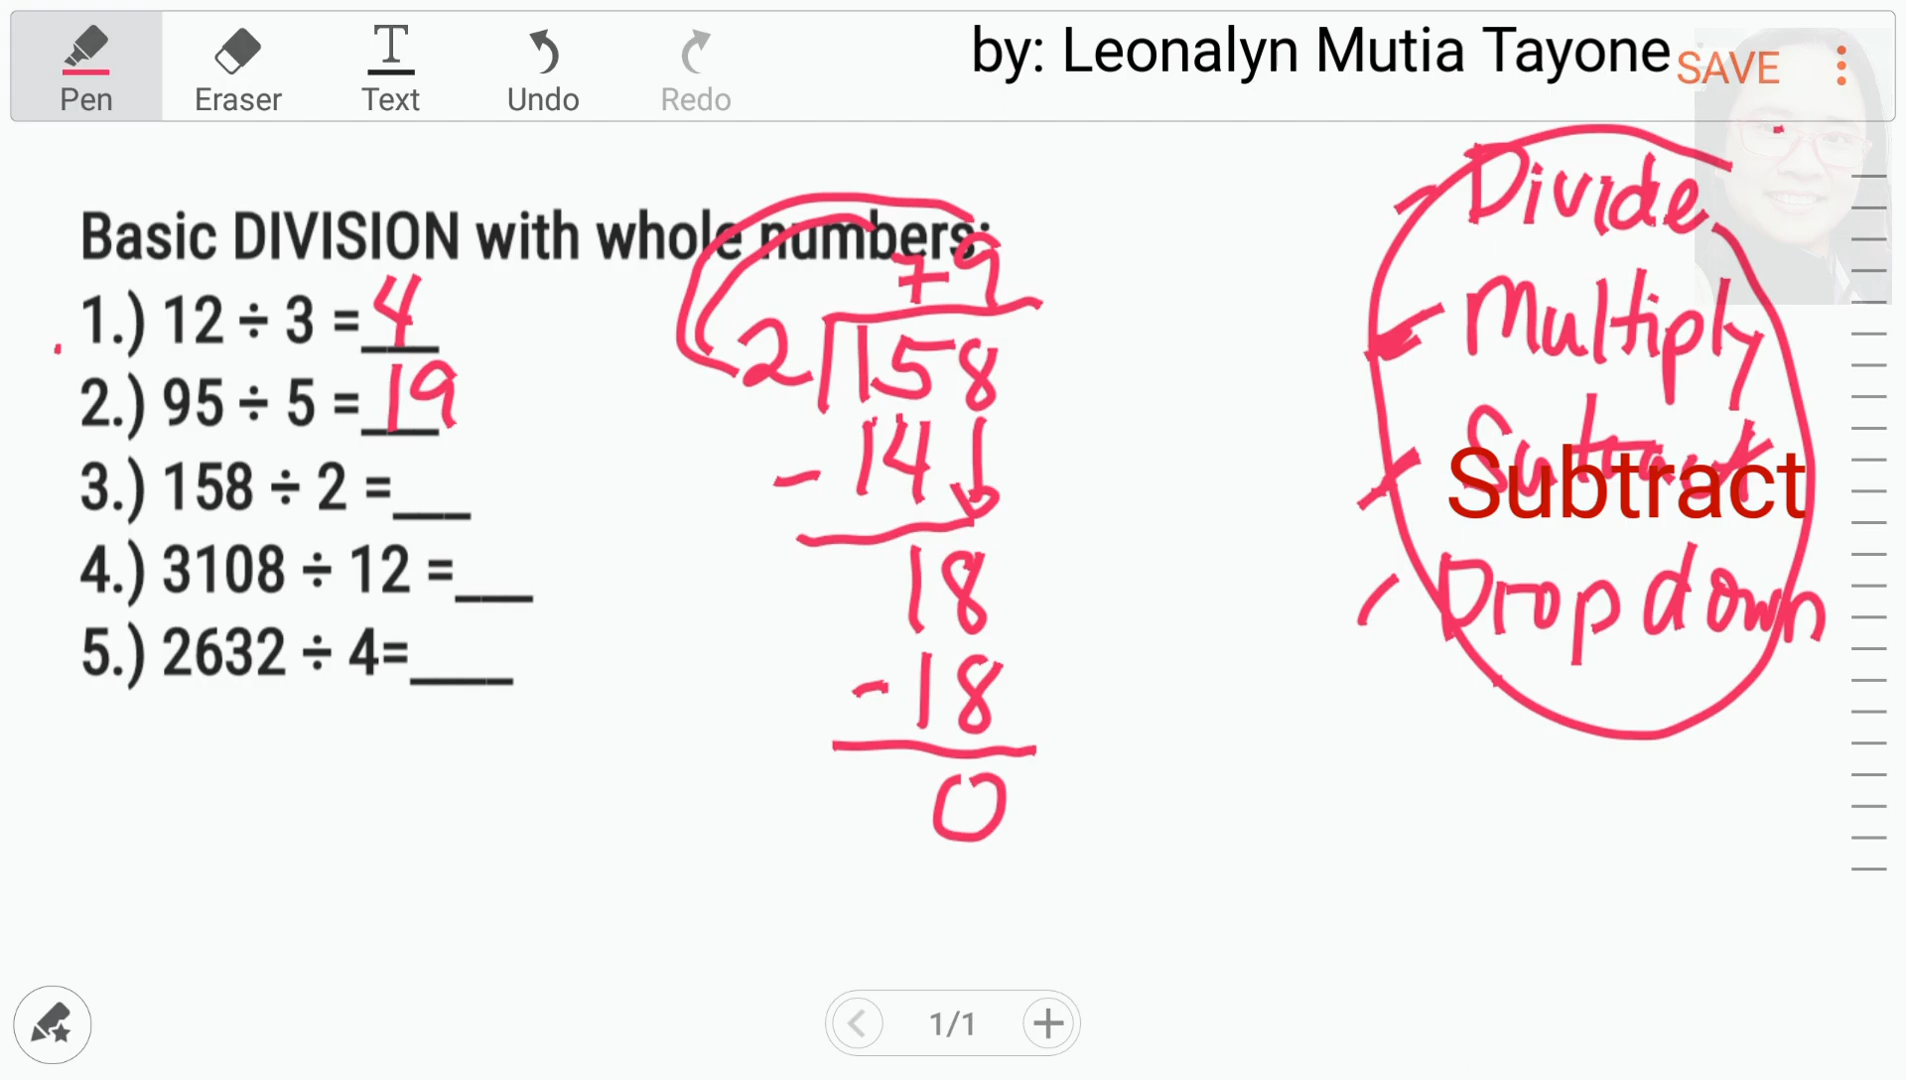 Pen
Eraser
Text
Undo
Redo
by: Leonalyn Mutia Tayone
SAVE
Basic DIVISION with whole numbers:
1.) 12 ÷ 3 =4
2.) 95 ÷ 5 =19
3.) 158 ÷ 2 =___
4.) 3108 ÷ 12 =___
5.) 2632 ÷ 4=____
79
2 158
- 14
18
- 18
0
Divide
Multiply
Subtract
Subtract
Drop down
1/1